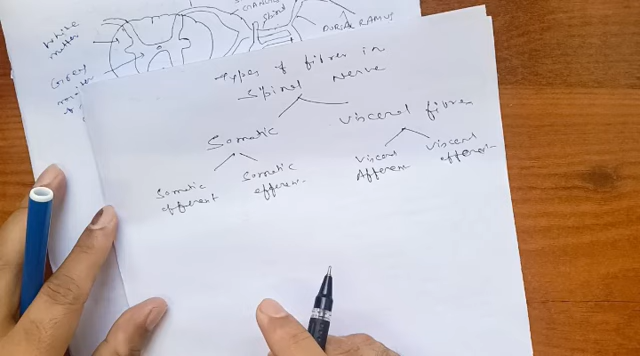 white
matter
Grey
matter
DORSAL RAMUS
Types of fibres in
Spinal Nerve
Somatic
Visceral fibres
Somatic
afferent
Somatic
efferent
Visceral
Afferent
Visceral
efferent